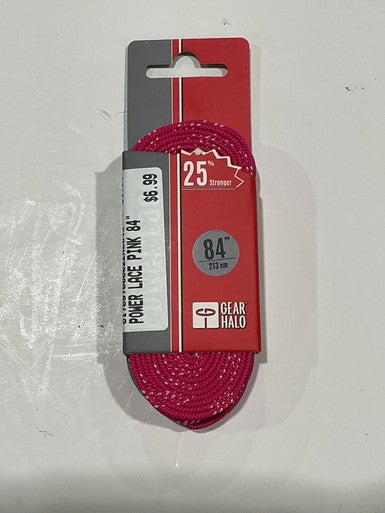 25%
Stronger
84"
213 cm
G
GEAR
HALO
POWER LACE PINK 84"
$6.99